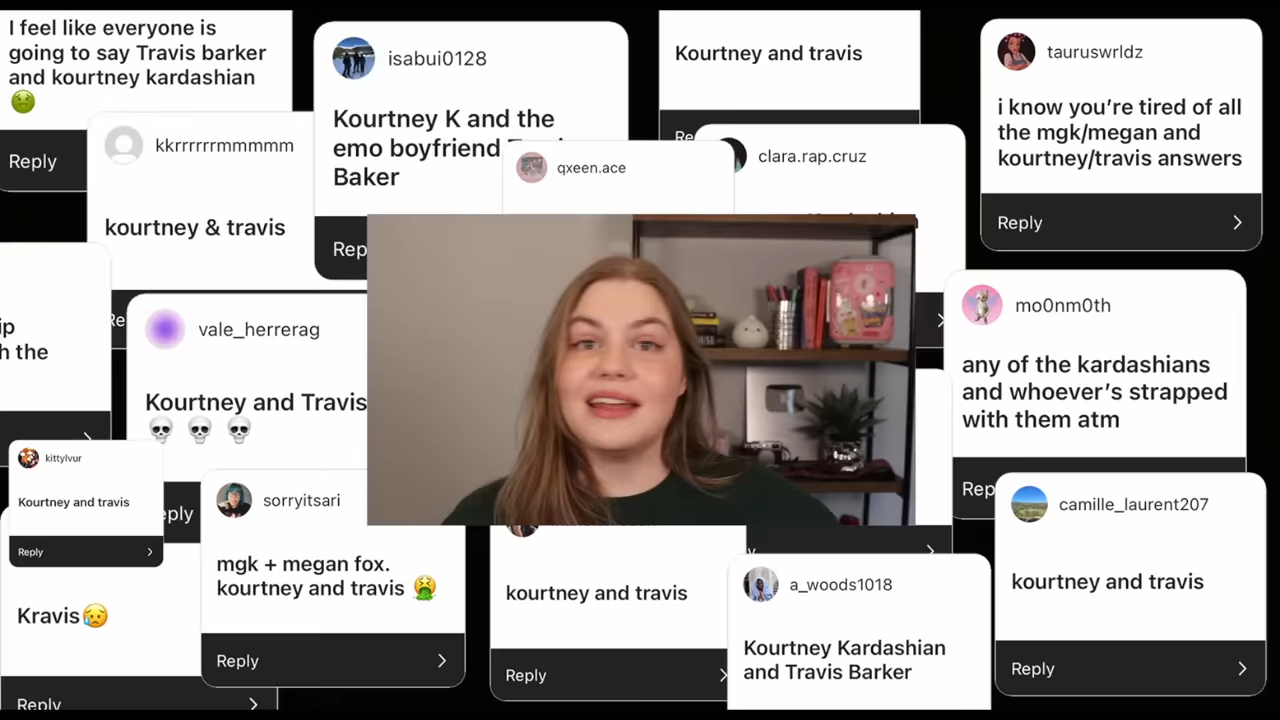 I feel like everyone is
going to say Travis barker
and kourtney kardashian
🤢
Reply
kkrrrrrrmmmmm
kourtney & travis
isabui0128
Kourtney K and the
emo boyfriend
Baker
qxeen.ace
Kourtney and travis
clara.rap.cruz
tauruswrldz
i know you’re tired of all
the mgk/megan and
kourtney/travis answers
Reply
vale_herrerag
Kourtney and Travis
💀 💀 💀
mo0nm0th
any of the kardashians
and whoever’s strapped
with them atm
kittylvur
Kourtney and travis
Reply
Kravis😥
Reply
sorryitsari
mgk + megan fox.
kourtney and travis 🤮
Reply
kourtney and travis
Reply
a_woods1018
Kourtney Kardashian
and Travis Barker
camille_laurent207
kourtney and travis
Reply